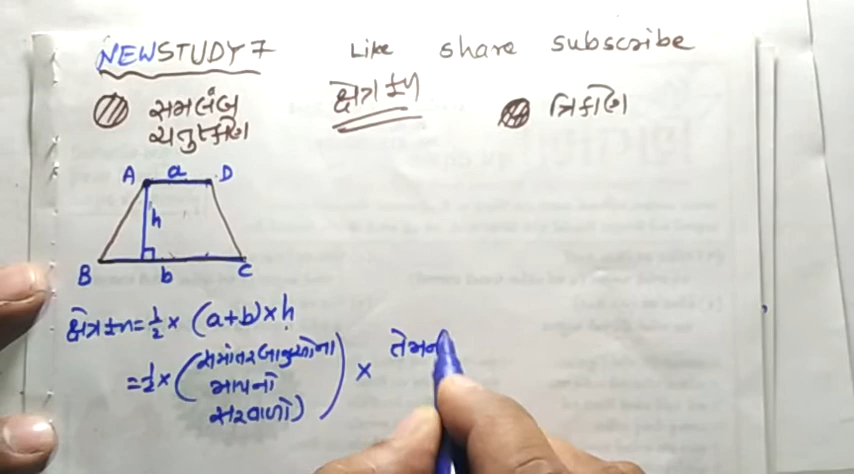 NEWSTUDY7 Like share subscribe
ક્ષેત્રફળ
સમલંબ
ચતુષ્કોણ
ત્રિકોણ
A a D
h
B b C
ક્ષેત્રફળ = 1/2 × (a+b) × h
= 1/2 × (સમાંતર બાજુઓના
માપનો
સરવાળો) ×